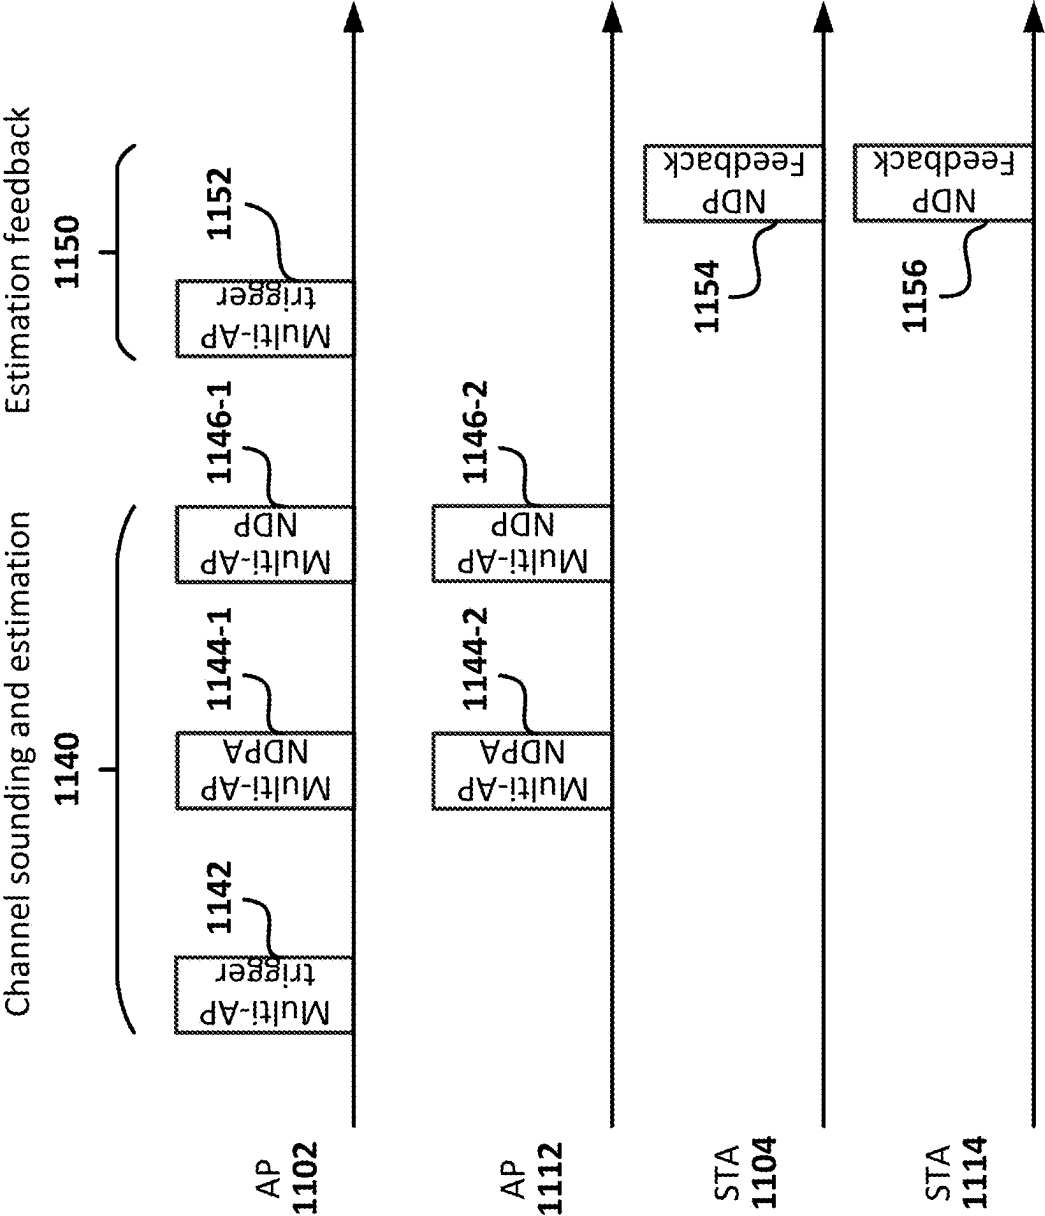 Channel sounding and estimation
1140
Estimation feedback
1150
AP
1102
Multi-AP
trigger
1142
Multi-AP
NDPA
1144-1
Multi-AP
NDP
1146-1
Multi-AP
trigger
1152
AP
1112
Multi-AP
NDPA
1144-2
Multi-AP
NDP
1146-2
STA
1104
1154
NDP
Feedback
STA
1114
1156
NDP
Feedback